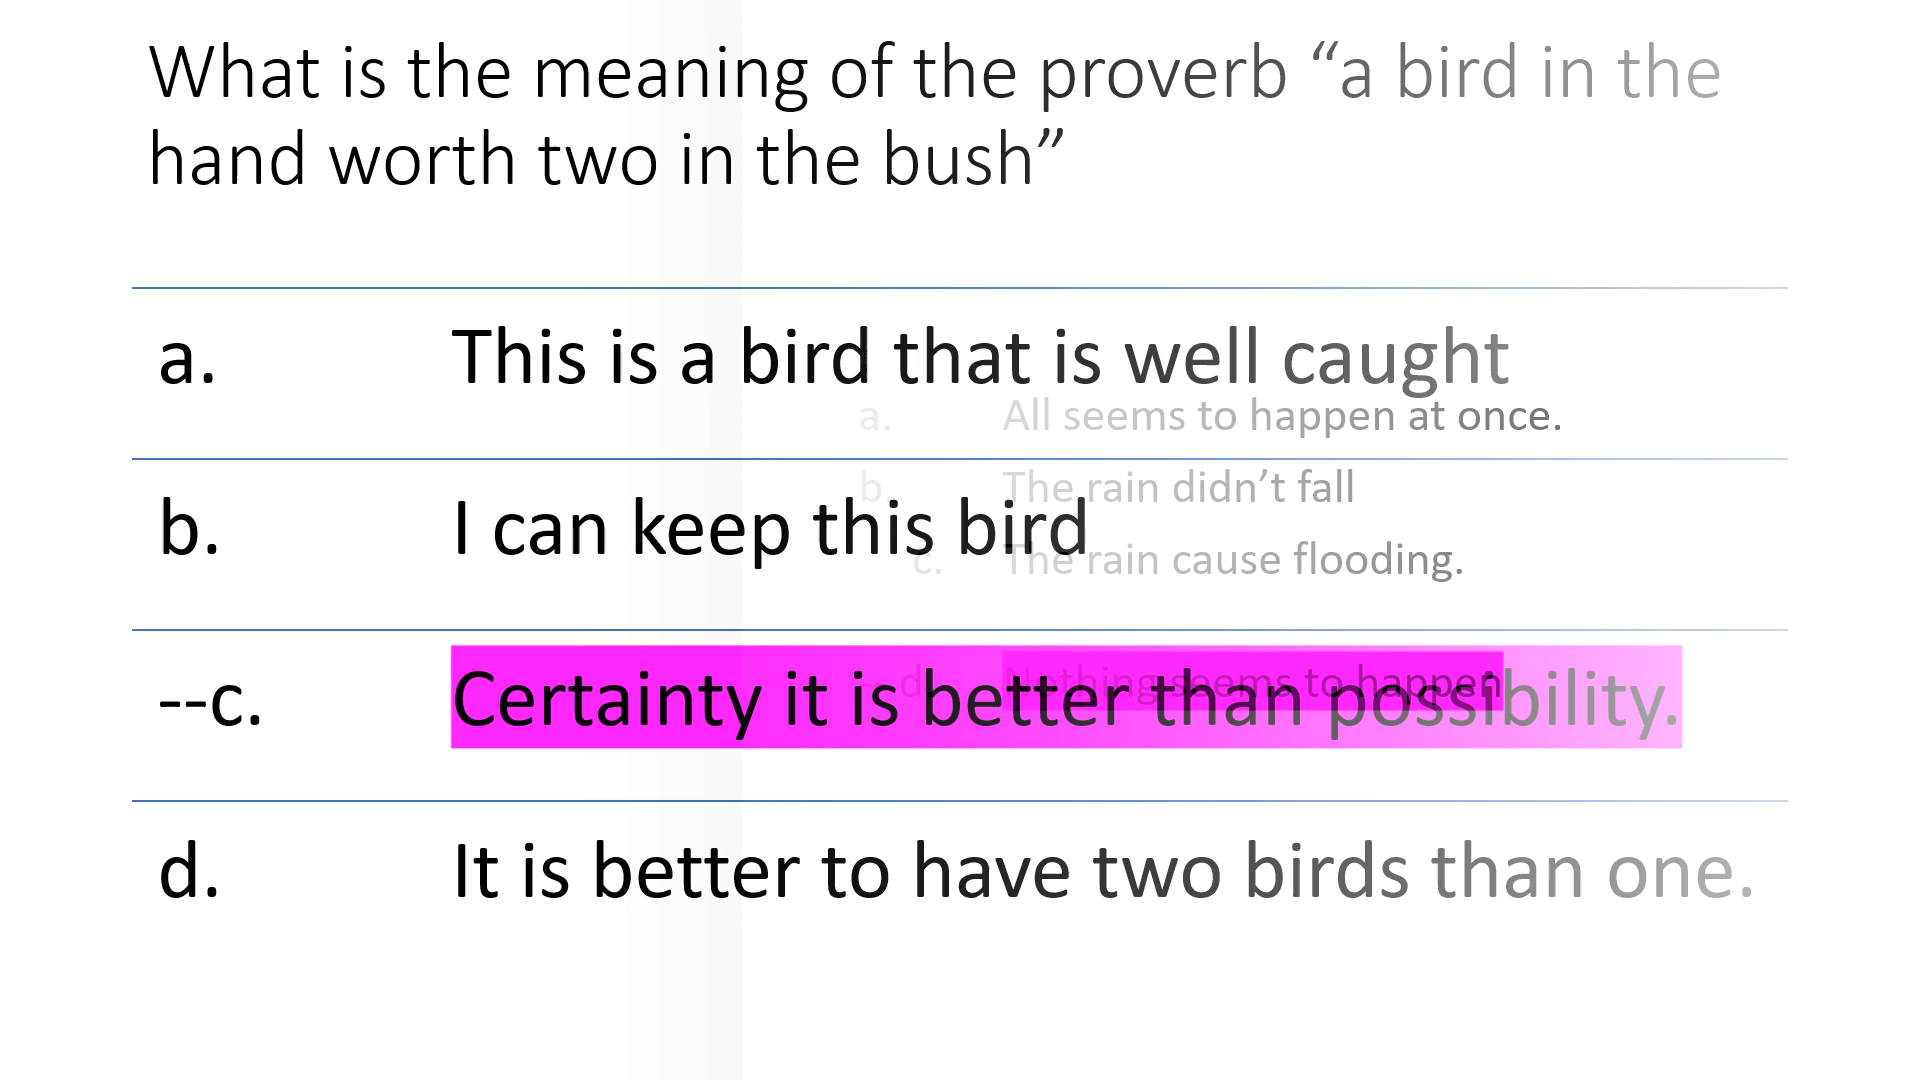 What is the meaning of the proverb “a bird in the
hand worth two in the bush”
a. This is a bird that is well caught
a. All seems to happen at once.
b. The rain didn’t fall
b. I can keep this bird
c. The rain cause flooding.
d. Nothing seems to happen
--c. Certainty it is better than possibility.
d. It is better to have two birds than one.